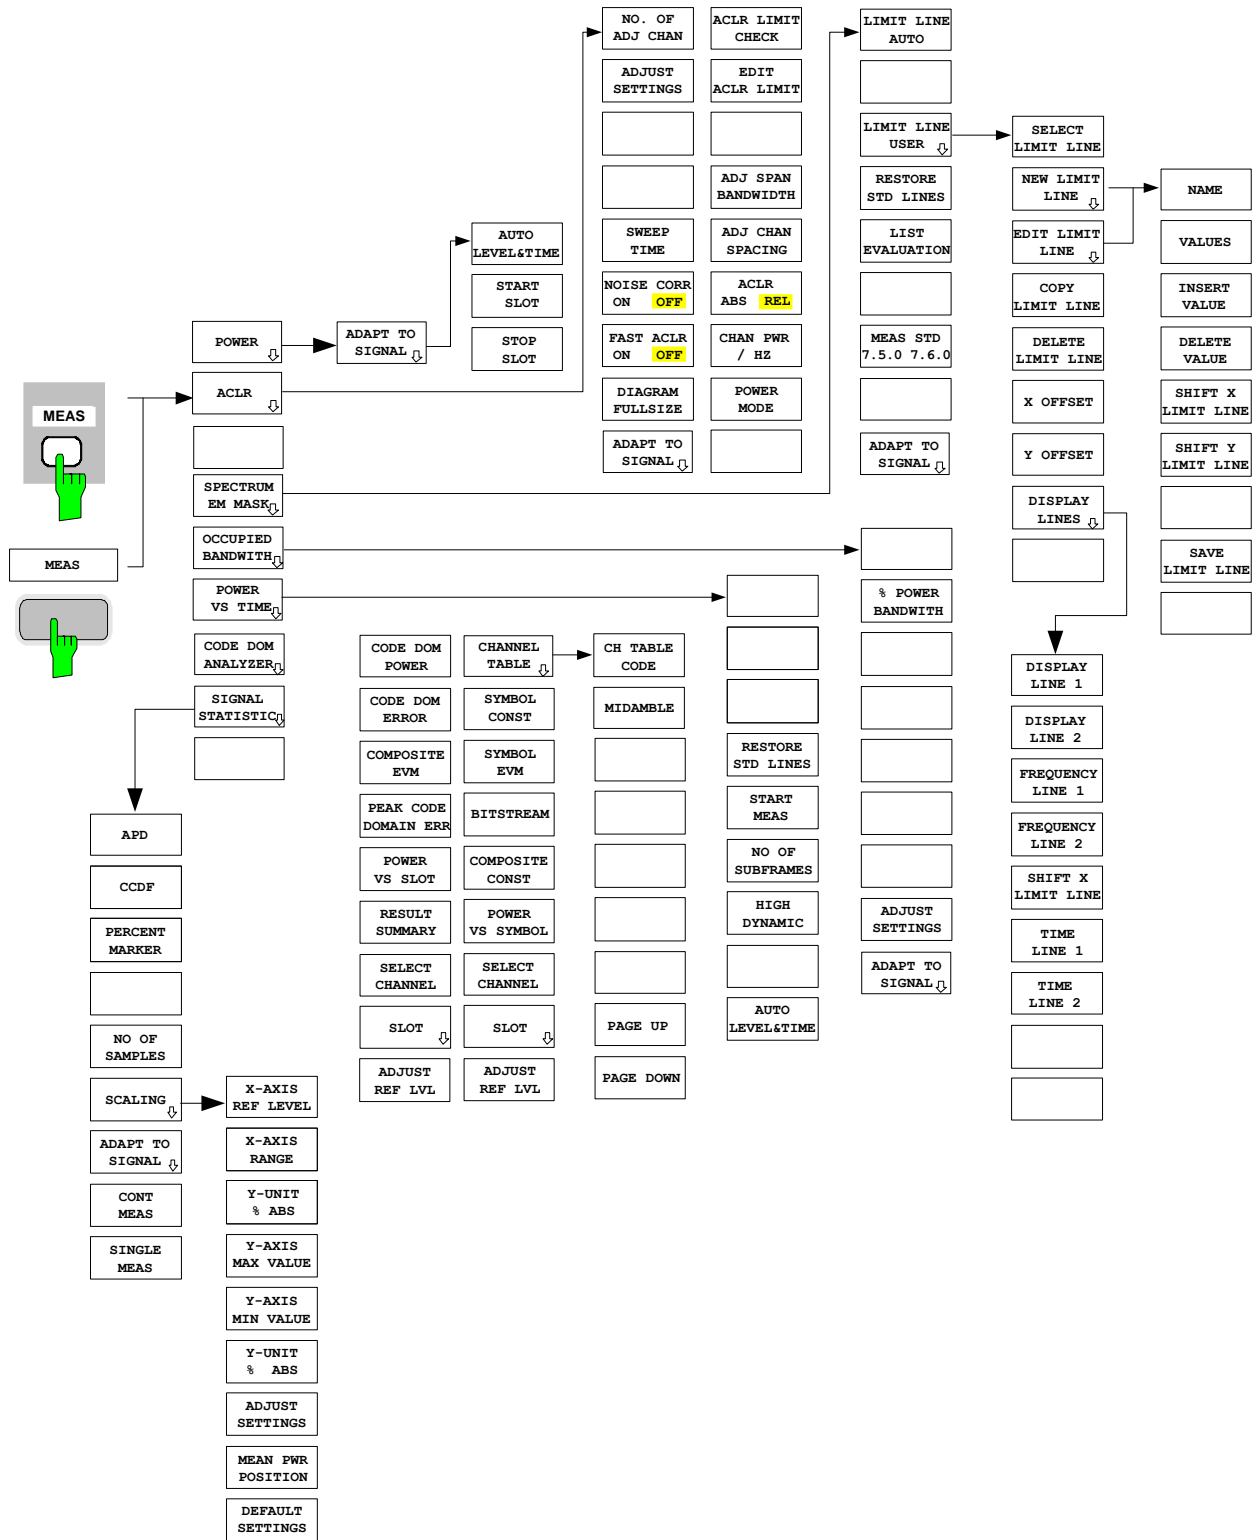 MEAS
MEAS
POWER
ACLR
SPECTRUM
EM MASK
OCCUPIED
BANDWITH
POWER
VS TIME
CODE DOM
ANALYZER
SIGNAL
STATISTIC
ADAPT TO
SIGNAL
AUTO
LEVEL&TIME
START
SLOT
STOP
SLOT
NO. OF
ADJ CHAN
ADJUST
SETTINGS
SWEEP
TIME
NOISE CORR
ON OFF
FAST ACLR
ON OFF
DIAGRAM
FULLSIZE
ADAPT TO
SIGNAL
ACLR LIMIT
CHECK
EDIT
ACLR LIMIT
ADJ SPAN
BANDWIDTH
ADJ CHAN
SPACING
ACLR
ABS REL
CHAN PWR
/ HZ
POWER
MODE
LIMIT LINE
AUTO
LIMIT LINE
USER
RESTORE
STD LINES
LIST
EVALUATION
MEAS STD
7.5.0 7.6.0
ADAPT TO
SIGNAL
SELECT
LIMIT LINE
NEW LIMIT
LINE
EDIT LIMIT
LINE
COPY
LIMIT LINE
DELETE
LIMIT LINE
X OFFSET
Y OFFSET
DISPLAY
LINES
NAME
VALUES
INSERT
VALUE
DELETE
VALUE
SHIFT X
LIMIT LINE
SHIFT Y
LIMIT LINE
SAVE
LIMIT LINE
DISPLAY
LINE 1
DISPLAY
LINE 2
FREQUENCY
LINE 1
FREQUENCY
LINE 2
SHIFT X
LIMIT LINE
TIME
LINE 1
TIME
LINE 2
% POWER
BANDWITH
ADJUST
SETTINGS
ADAPT TO
SIGNAL
RESTORE
STD LINES
START
MEAS
NO OF
SUBFRAMES
HIGH
DYNAMIC
AUTO
LEVEL&TIME
CODE DOM
POWER
CODE DOM
ERROR
COMPOSITE
EVM
PEAK CODE
DOMAIN ERR
POWER
VS SLOT
RESULT
SUMMARY
SELECT
CHANNEL
SLOT
ADJUST
REF LVL
CHANNEL
TABLE
SYMBOL
CONST
SYMBOL
EVM
BITSTREAM
COMPOSITE
CONST
POWER
VS SYMBOL
SELECT
CHANNEL
SLOT
ADJUST
REF LVL
CH TABLE
CODE
MIDAMBLE
PAGE UP
PAGE DOWN
APD
CCDF
PERCENT
MARKER
NO OF
SAMPLES
SCALING
ADAPT TO
SIGNAL
CONT
MEAS
SINGLE
MEAS
X-AXIS
REF LEVEL
X-AXIS
RANGE
Y-UNIT
% ABS
Y-AXIS
MAX VALUE
Y-AXIS
MIN VALUE
Y-UNIT
% ABS
ADJUST
SETTINGS
MEAN PWR
POSITION
DEFAULT
SETTINGS